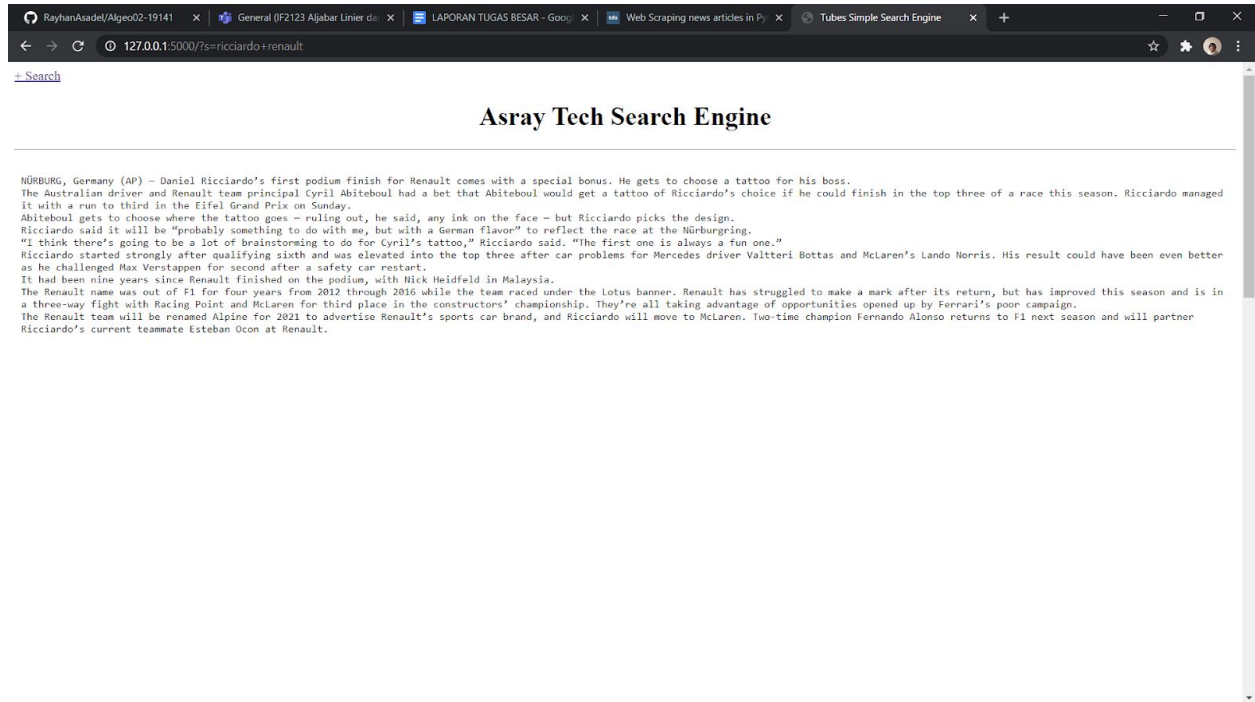 RayhanAsadel/Algeo02-19141
General (IF2123 Aljabar Linier da
LAPORAN TUGAS BESAR - Goog
Web Scraping news articles in Py
Tubes Simple Search Engine
127.0.0.1:5000/?s=ricciardo+renault
+ Search
Asray Tech Search Engine
NÜRBURG, Germany (AP) — Daniel Ricciardo’s first podium finish for Renault comes with a special bonus. He gets to choose a tattoo for his boss.
The Australian driver and Renault team principal Cyril Abiteboul had a bet that Abiteboul would get a tattoo of Ricciardo’s choice if he could finish in the top three of a race this season. Ricciardo managed
it with a run to third in the Eifel Grand Prix on Sunday.
Abiteboul gets to choose where the tattoo goes — ruling out, he said, any ink on the face — but Ricciardo picks the design.
Ricciardo said it will be “probably something to do with me, but with a German flavor” to reflect the race at the Nürburgring.
“I think there’s going to be a lot of brainstorming to do for Cyril’s tattoo,” Ricciardo said. “The first one is always a fun one.”
Ricciardo started strongly after qualifying sixth and was elevated into the top three after car problems for Mercedes driver Valtteri Bottas and McLaren’s Lando Norris. His result could have been even better
as he challenged Max Verstappen for second after a safety car restart.
It had been nine years since Renault finished on the podium, with Nick Heidfeld in Malaysia.
The Renault name was out of F1 for four years from 2012 through 2016 while the team raced under the Lotus banner. Renault has struggled to make a mark after its return, but has improved this season and is in
a three-way fight with Racing Point and McLaren for third place in the constructors’ championship. They’re all taking advantage of opportunities opened up by Ferrari’s poor campaign.
The Renault team will be renamed Alpine for 2021 to advertise Renault’s sports car brand, and Ricciardo will move to McLaren. Two-time champion Fernando Alonso returns to F1 next season and will partner
Ricciardo’s current teammate Esteban Ocon at Renault.